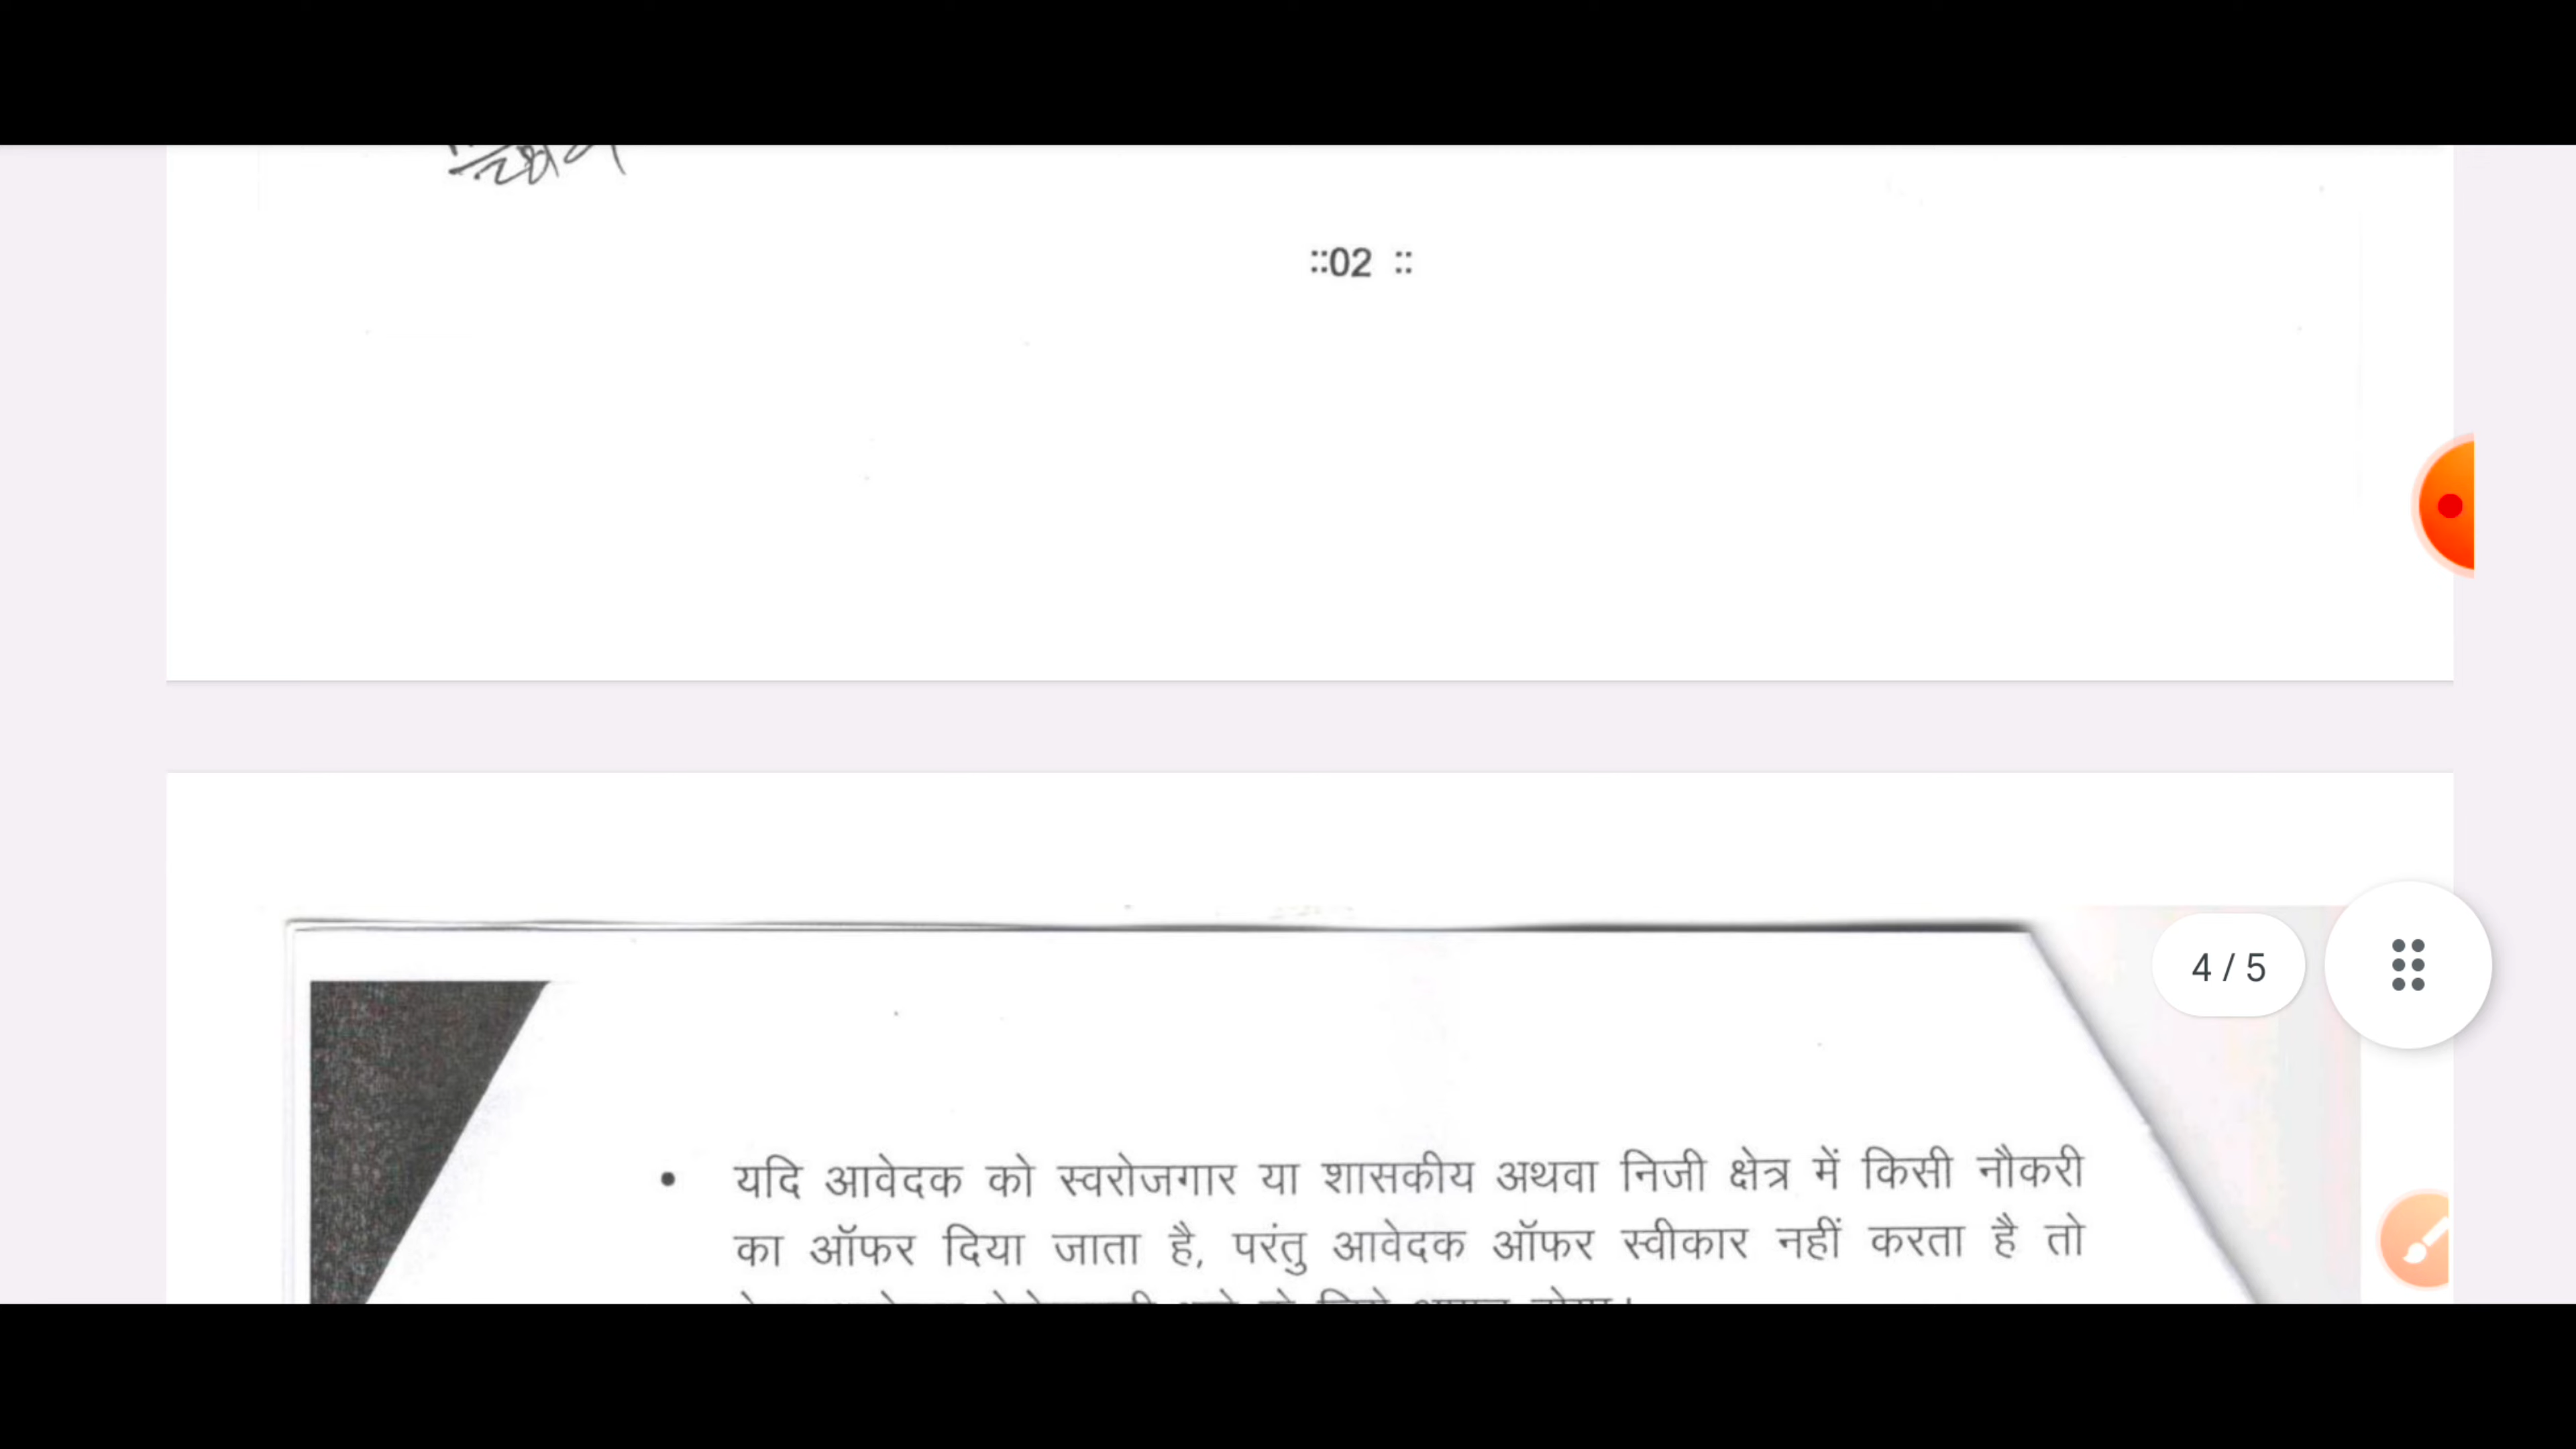 ::02 ::
4 / 5
• यदि आवेदक को स्वरोजगार या शासकीय अथवा निजी क्षेत्र में किसी नौकरी
का ऑफर दिया जाता है, परंतु आवेदक ऑफर स्वीकार नहीं करता है तो